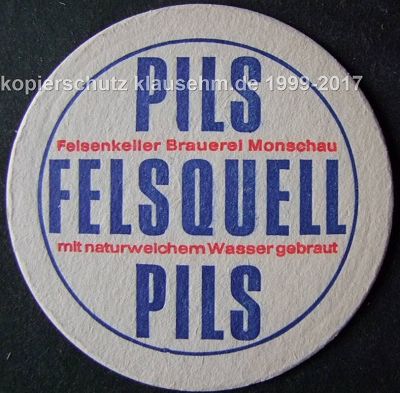 PILS
kopierschutz klausehm.de 1999-2017
Felsenkeller Brauerei Monschau
FELSQUELL
mit naturweichem Wasser gebraut
PILS